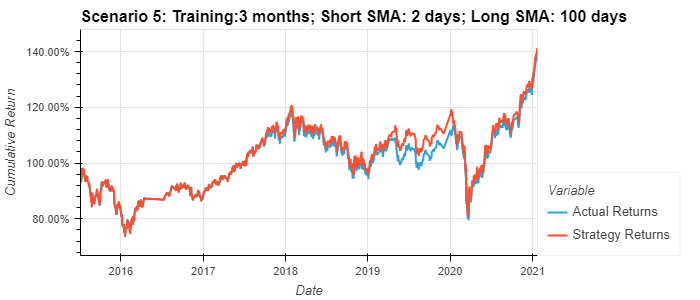 Scenario 5: Training:3 months; Short SMA: 2 days; Long SMA: 100 days
Cumulative Return
140.00%
120.00%
100.00%
80.00%
2016 2017 2018 2019 2020 2021
Date
Variable
Actual Returns
Strategy Returns